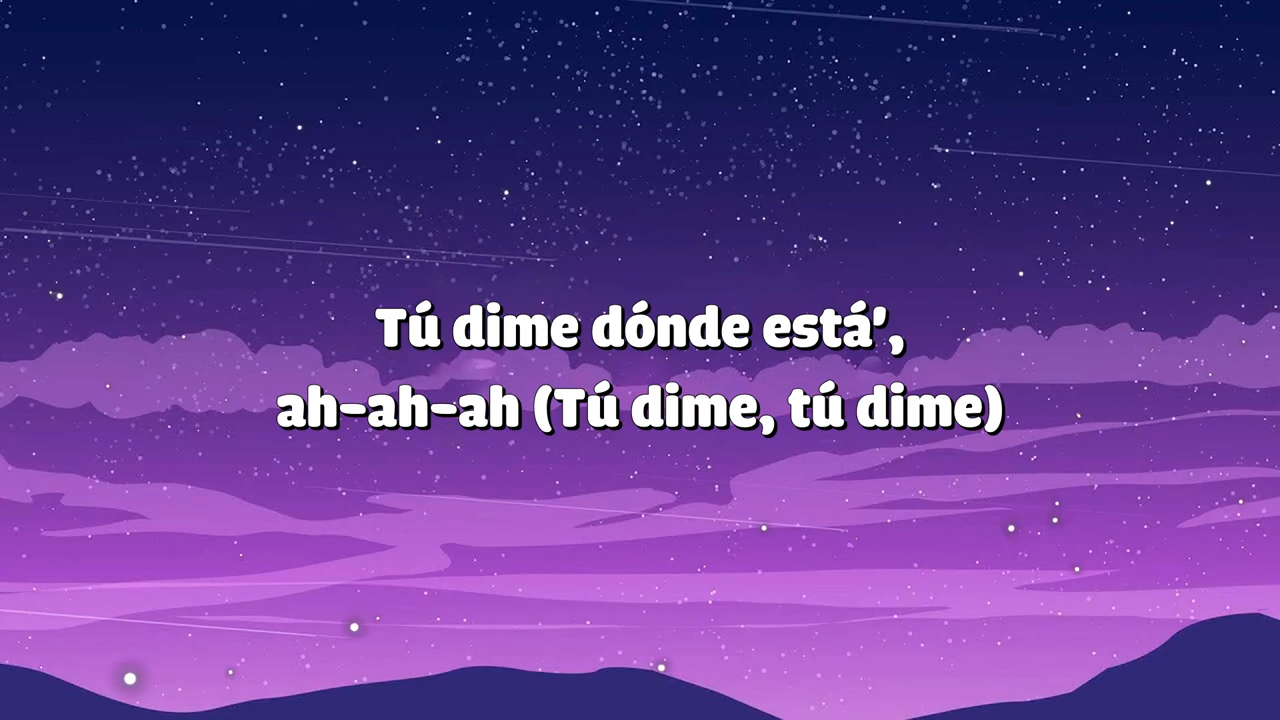 Tú dime dónde está',
ah-ah-ah (Tú dime, tú dime)